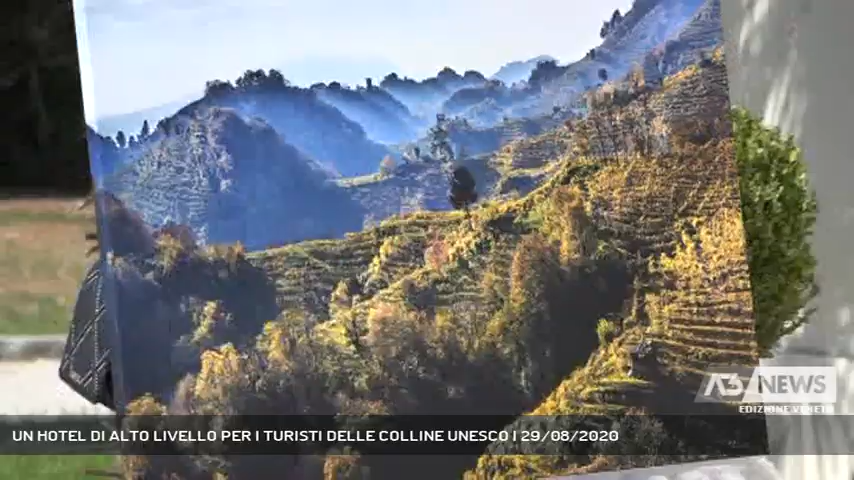 A3 NEWS
EDIZIONE VENETO
UN HOTEL DI ALTO LIVELLO PER I TURISTI DELLE COLLINE UNESCO | 29/08/2020